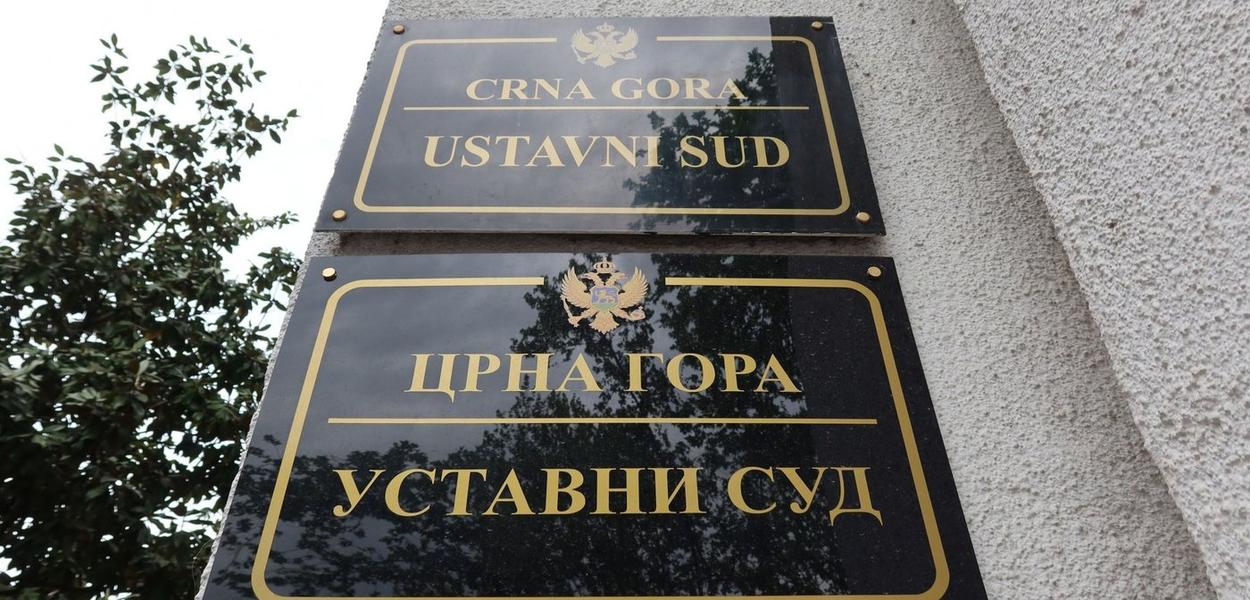 CRNA GORA
USTAVNI SUD
ЦРНА ГОРА
УСТАВНИ СУД